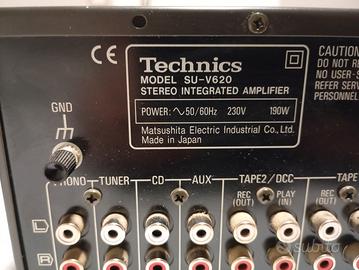 CE
Technics
MODEL SU-V620
STEREO INTEGRATED AMPLIFIER
POWER: ∿50/60Hz 230V 190W
Matsushita Electric Industrial Co., Ltd.
Made in Japan
CAUTION
DO NOT RE
NO USER-S
REFER SERV
PERSONNEL
GND
PHONO TUNER CD AUX TAPE2/DCC TAPE
REC PLAY REC
(OUT) (IN) (OUT)
L
R
subito